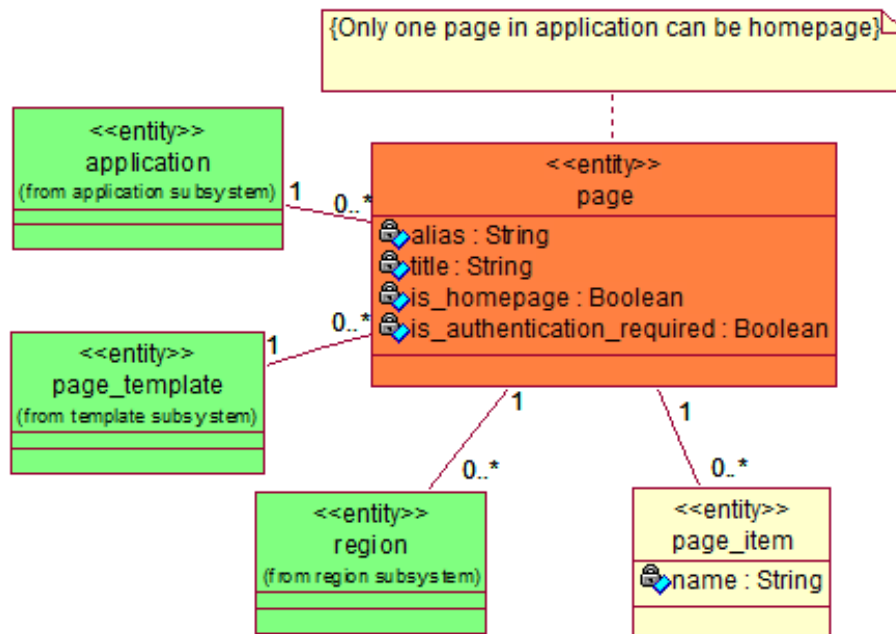 {Only one page in application can be homepage}
<<entity>>
application
(from application subsystem)
1
0..*
<<entity>>
page
alias : String
title : String
is_homepage : Boolean
is_authentication_required : Boolean
<<entity>>
page_template
(from template subsystem)
1
0..*
1
0..*
1
0..*
<<entity>>
region
(from region subsystem)
<<entity>>
page_item
name : String